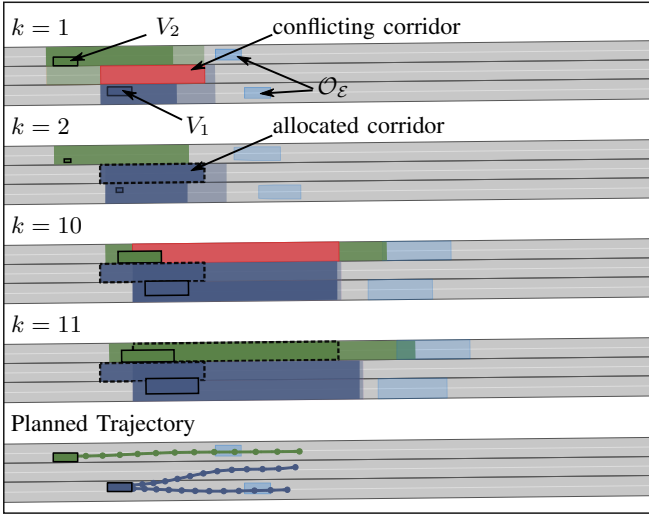 k = 1
V₂
conflicting corridor
𝒪_ℰ
V₁
k = 2
allocated corridor
k = 10
k = 11
Planned Trajectory